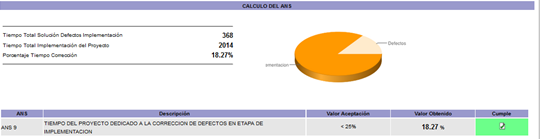 CALCULO DEL ANS
Tiempo Total Solución Defectos Implementación 368
Tiempo Total Implementación del Proyecto 2014
Porcentaje Tiempo Corrección 18.27%
Defectos
ementacion
ANS Descripción Valor Aceptación Valor Obtenido Cumple
ANS 9 TIEMPO DEL PROYECTO DEDICADO A LA CORRECCION DE DEFECTOS EN ETAPA DE
IMPLEMENTACION < 25% 18.27 %